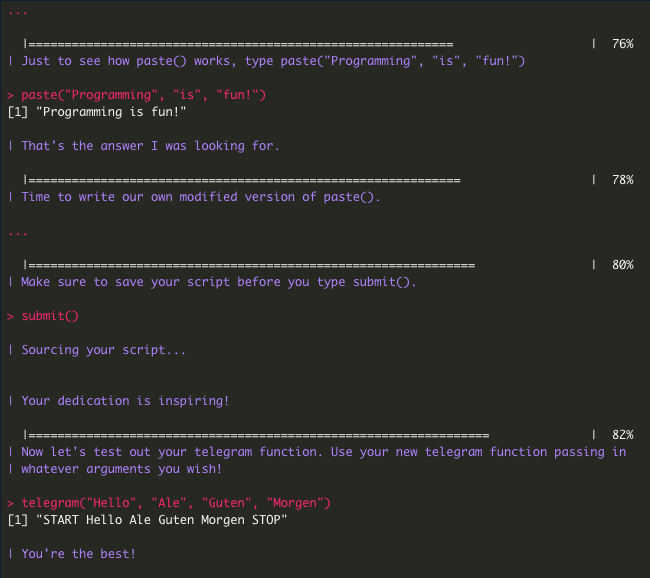 ...
|===========================================================                   |  76%
| Just to see how paste() works, type paste("Programming", "is", "fun!")
> paste("Programming", "is", "fun!")
[1] "Programming is fun!"
| That's the answer I was looking for.
|============================================================                  |  78%
| Time to write our own modified version of paste().
...
|==============================================================                |  80%
| Make sure to save your script before you type submit().
> submit()
| Sourcing your script...
| Your dedication is inspiring!
|================================================================              |  82%
| Now let's test out your telegram function. Use your new telegram function passing in
| whatever arguments you wish!
> telegram("Hello", "Ale", "Guten", "Morgen")
[1] "START Hello Ale Guten Morgen STOP"
| You're the best!